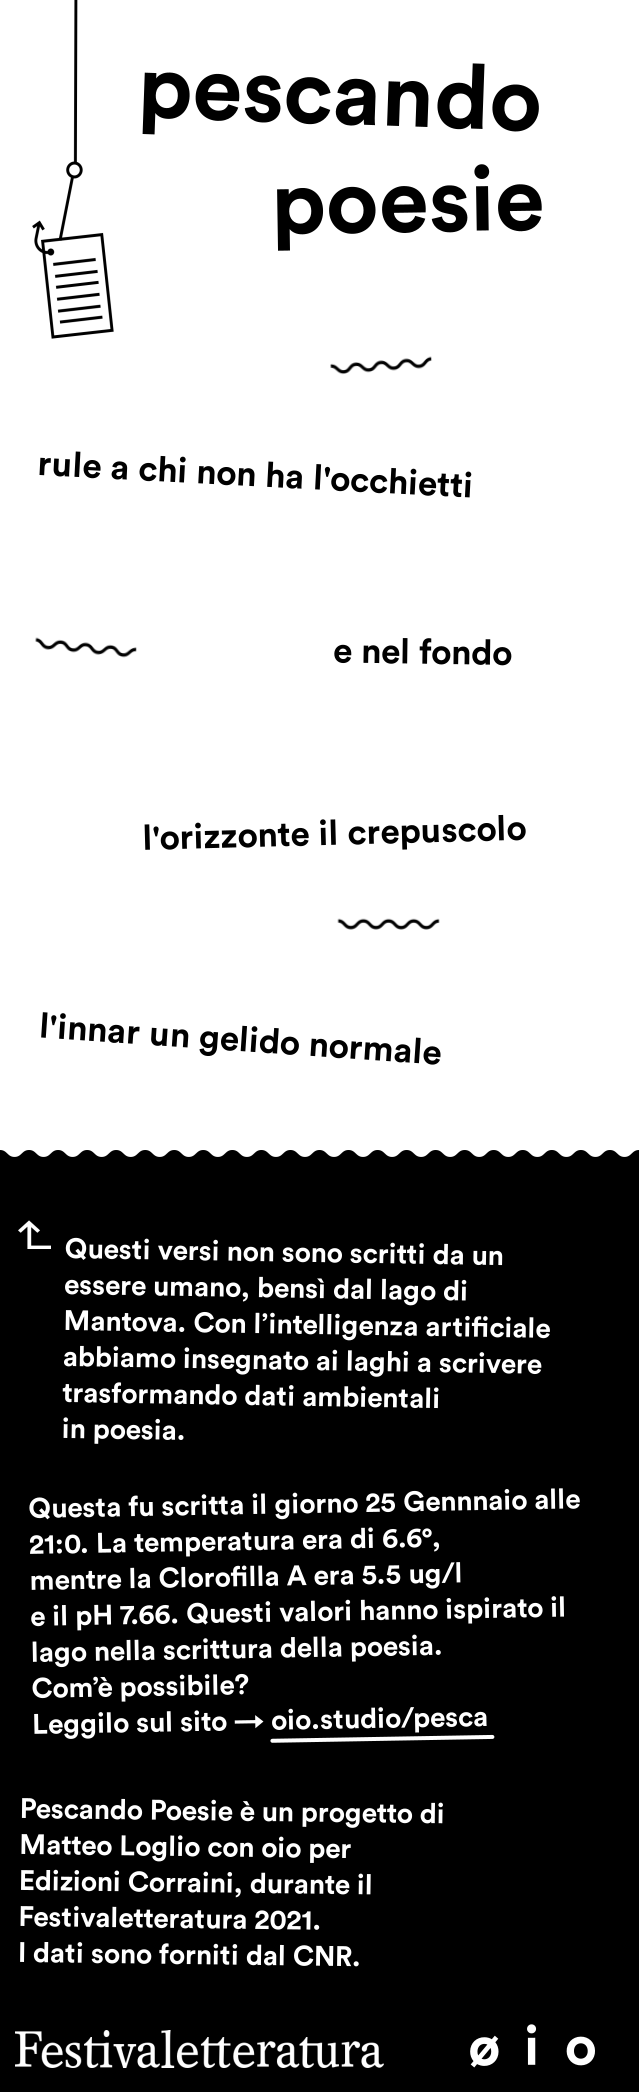 pescando
poesie
rule a chi non ha l'occhietti
e nel fondo
l'orizzonte il crepuscolo
l'innar un gelido normale
Questi versi non sono scritti da un
essere umano, bensì dal lago di
Mantova. Con l’intelligenza artificiale
abbiamo insegnato ai laghi a scrivere
trasformando dati ambientali
in poesia.
Questa fu scritta il giorno 25 Gennnaio alle
21:0. La temperatura era di 6.6°,
mentre la Clorofilla A era 5.5 ug/l
e il pH 7.66. Questi valori hanno ispirato il
lago nella scrittura della poesia.
Com’è possibile?
Leggilo sul sito → oio.studio/pesca
Pescando Poesie è un progetto di
Matteo Loglio con oio per
Edizioni Corraini, durante il
Festivaletteratura 2021.
I dati sono forniti dal CNR.
Festivaletteratura ø i o